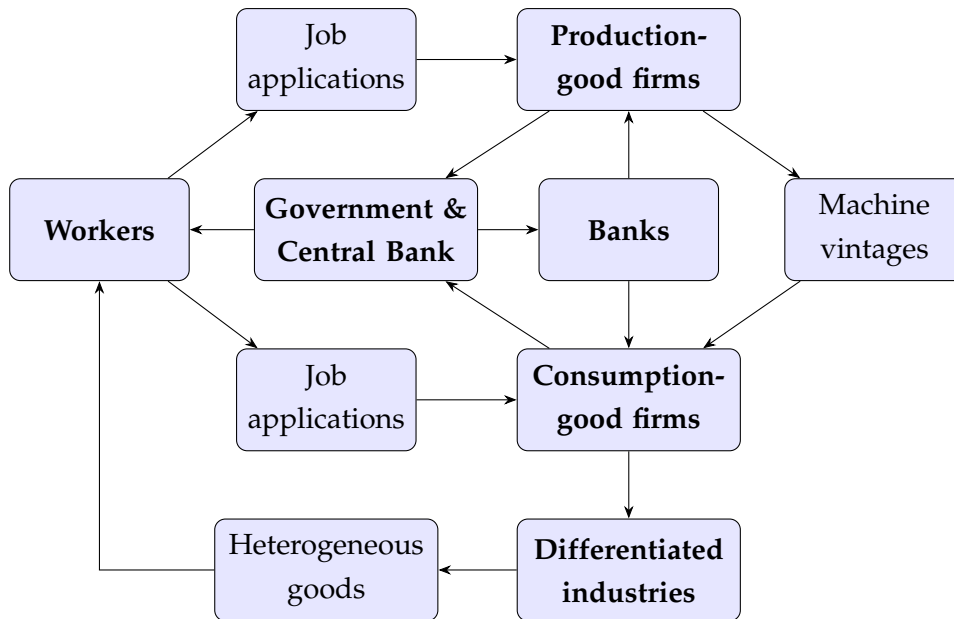 Job
applications
Production-
good firms
Workers
Government &
Central Bank
Banks
Machine
vintages
Job
applications
Consumption-
good firms
Heterogeneous
goods
Differentiated
industries